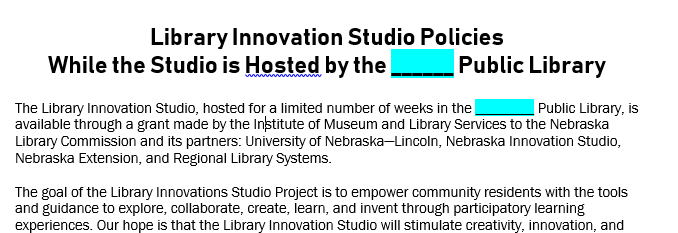 Library Innovation Studio Policies
While the Studio is Hosted by the ______ Public Library
The Library Innovation Studio, hosted for a limited number of weeks in the ________ Public Library, is
available through a grant made by the Institute of Museum and Library Services to the Nebraska
Library Commission and its partners: University of Nebraska—Lincoln, Nebraska Innovation Studio,
Nebraska Extension, and Regional Library Systems.
The goal of the Library Innovations Studio Project is to empower community residents with the tools
and guidance to explore, collaborate, create, learn, and invent through participatory learning
experiences. Our hope is that the Library Innovation Studio will stimulate creativity, innovation, and